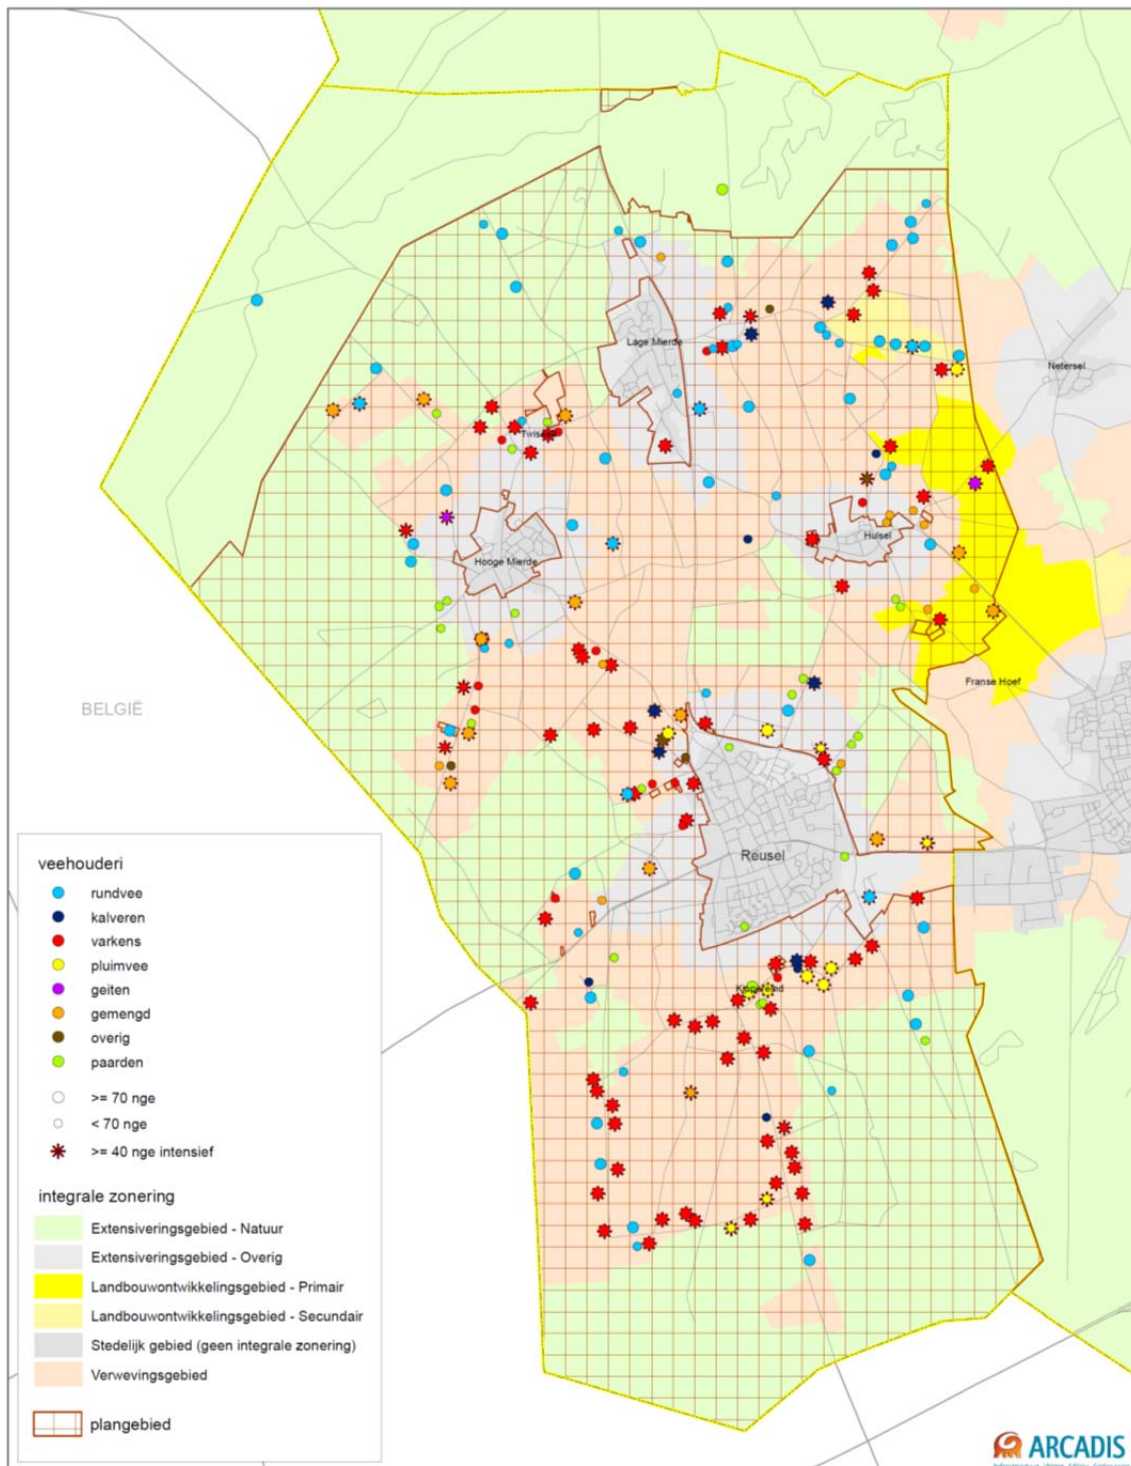 Lage Mierde
Netersel
Hulsel
Hooge Mierde
Franse Hoef
BELGIË
Reusel
veehouderi
rundvee
kalveren
varkens
pluimvee
geiten
gemengd
overig
paarden
>= 70 nge
< 70 nge
>= 40 nge intensief
integrale zonering
Extensiveringsgebied - Natuur
Extensiveringsgebied - Overig
Landbouwontwikkelingsgebied - Primair
Landbouwontwikkelingsgebied - Secundair
Stedelijk gebied (geen integrale zonering)
Verwevingsgebied
plangebied
ARCADIS